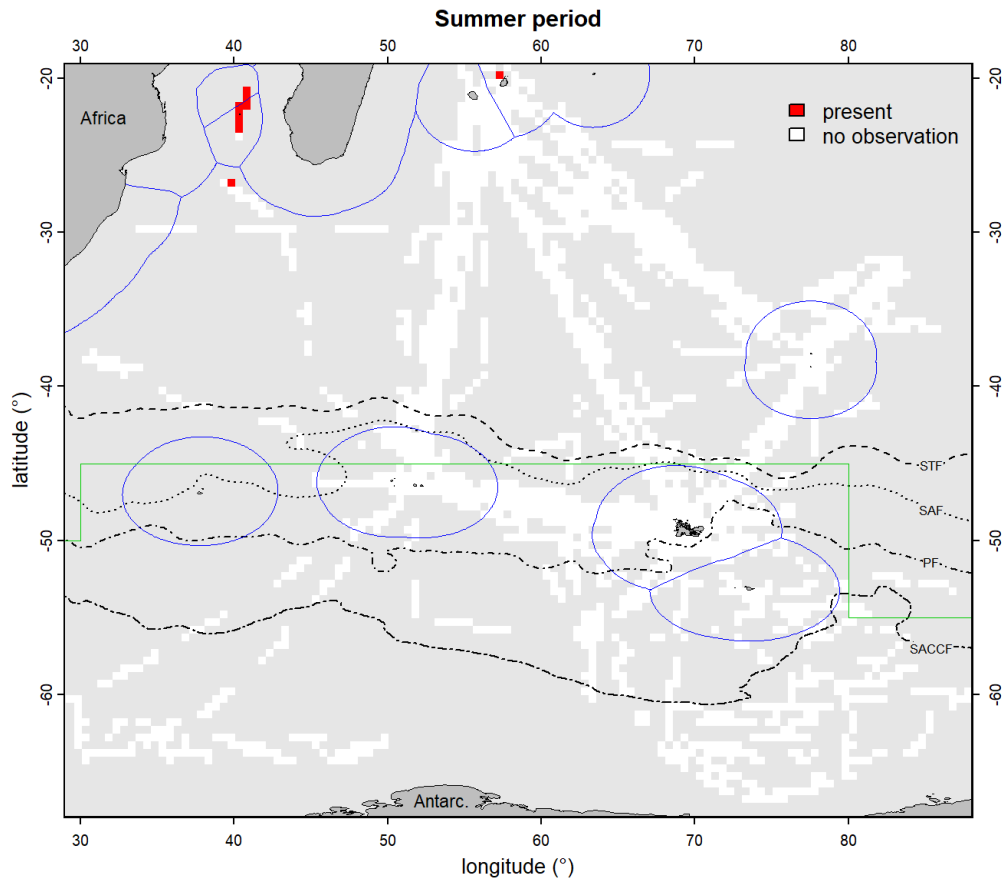 Summer period
30 40 50 60 70 80
-20 -20
Africa
present
no observation
-30 -30
latitude (°)
-40 -40
STF
SAF
-50 -50
PF
SACCF
-60 -60
Antarc.
30 40 50 60 70 80
longitude (°)